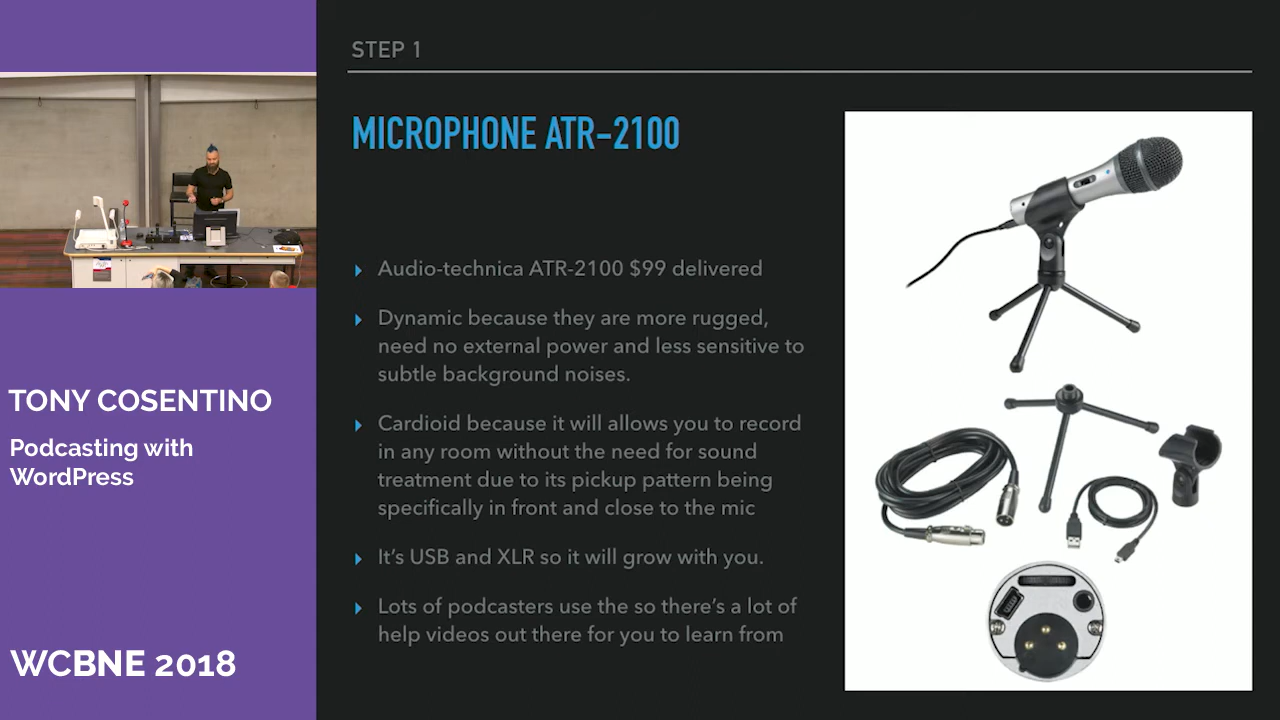 STEP 1
MICROPHONE ATR-2100
Audio-technica ATR-2100 $99 delivered
Dynamic because they are more rugged,
need no external power and less sensitive to
subtle background noises.
Cardioid because it will allows you to record
in any room without the need for sound
treatment due to its pickup pattern being
specifically in front and close to the mic
It's USB and XLR so it will grow with you.
Lots of podcasters use the so there's a lot of
help videos out there for you to learn from
TONY COSENTINO
Podcasting with
WordPress
WCBNE 2018